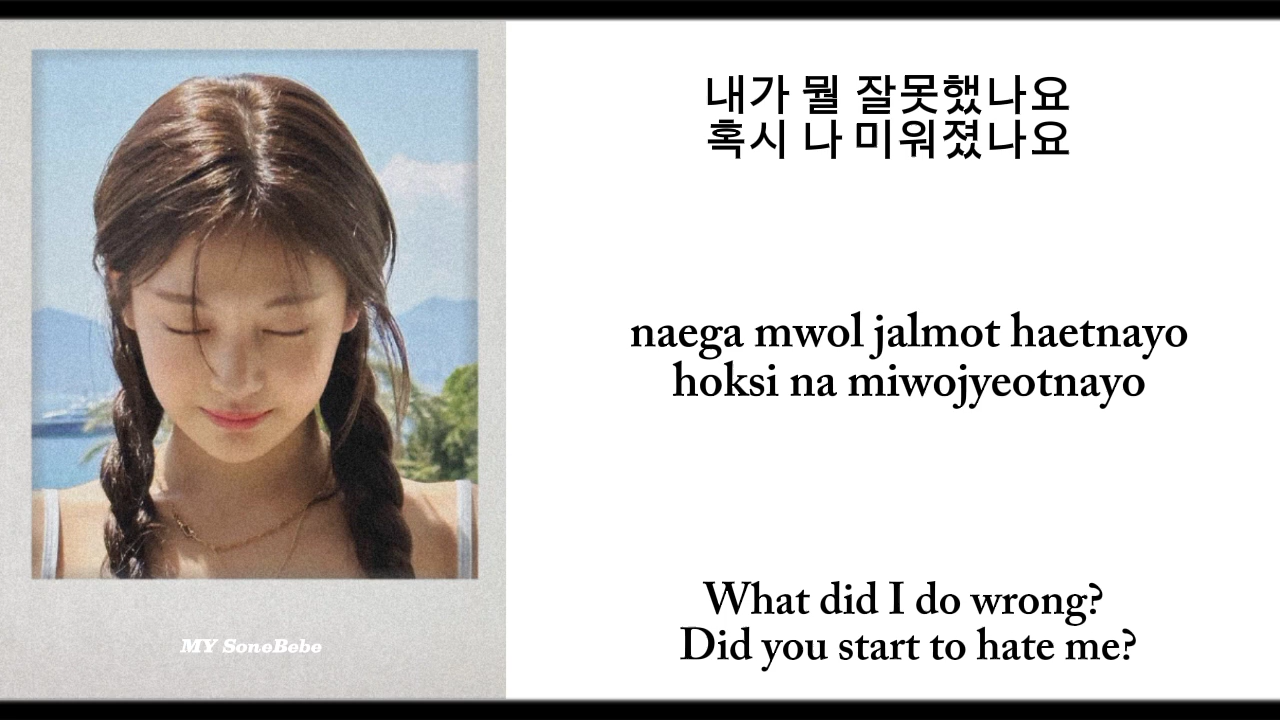 내가 뭘 잘못했나요
혹시 나 미워졌나요
naega mwol jalmot haetnayo
hoksi na miwojyeotnayo
What did I do wrong?
Did you start to hate me?
MY SoneBebe